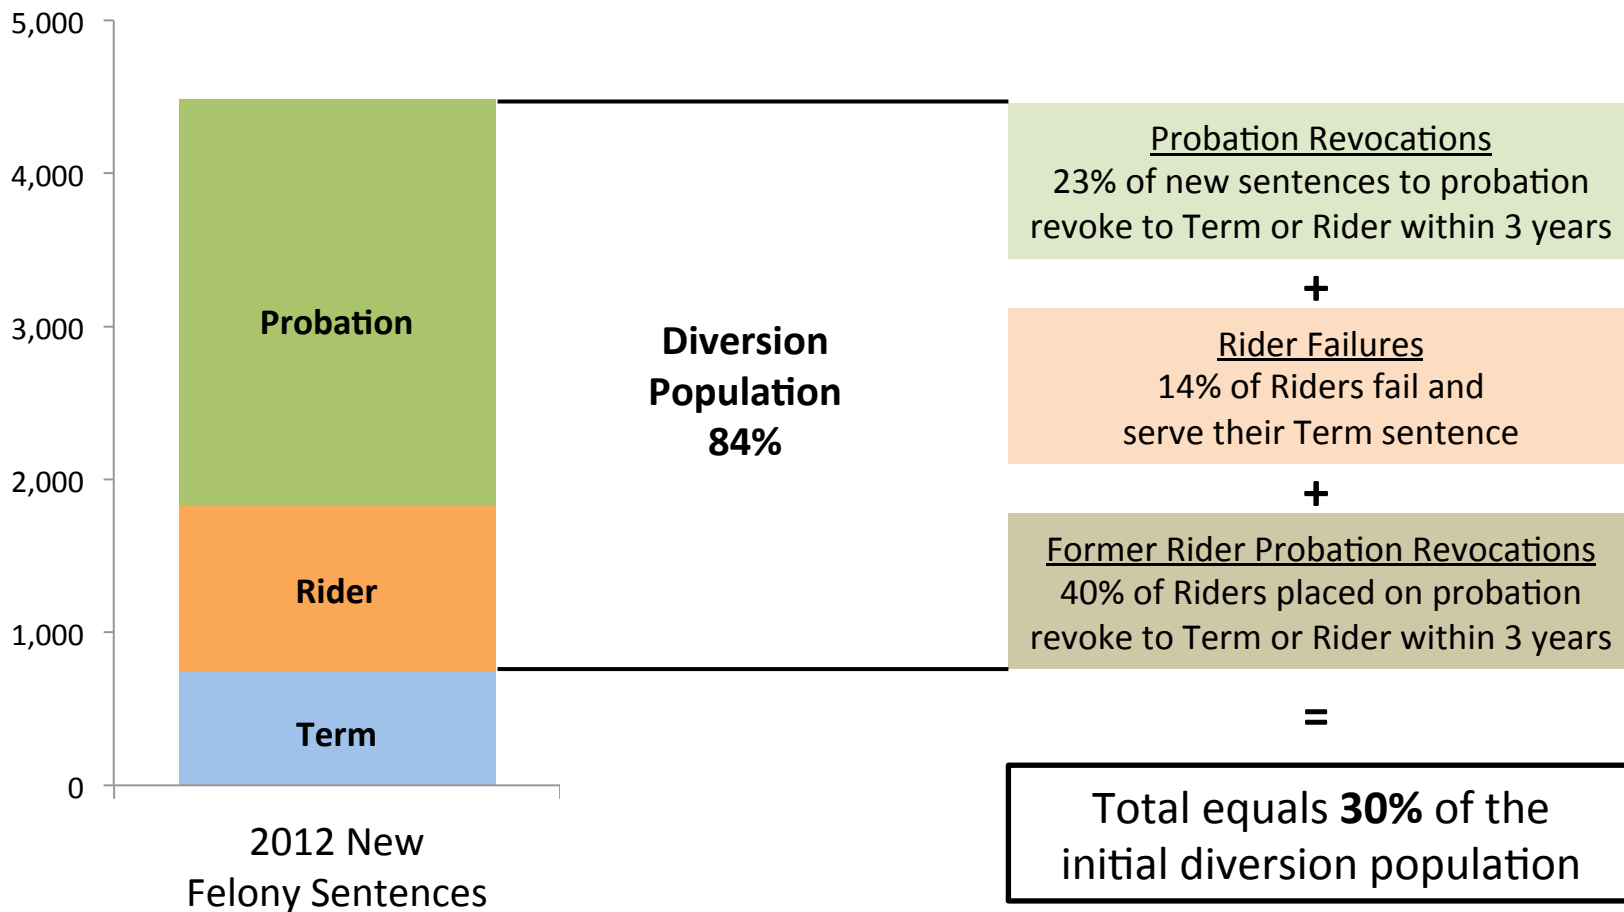 5,000
4,000
3,000
2,000
1,000
0
Probation
Rider
Term
2012 New
Felony Sentences
Diversion
Population
84%
Probation Revocations
23% of new sentences to probation
revoke to Term or Rider within 3 years
+
Rider Failures
14% of Riders fail and
serve their Term sentence
+
Former Rider Probation Revocations
40% of Riders placed on probation
revoke to Term or Rider within 3 years
=
Total equals 30% of the
initial diversion population